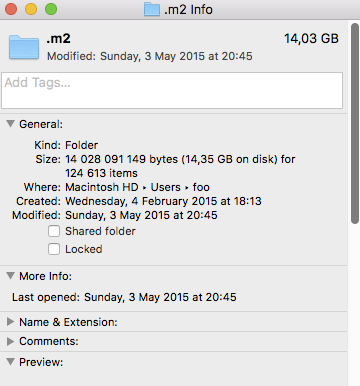 .m2 Info
.m2 14,03 GB
Modified: Sunday, 3 May 2015 at 20:45
Add Tags...
General:
Kind: Folder
Size: 14 028 091 149 bytes (14,35 GB on disk) for
124 613 items
Where: Macintosh HD ‣ Users ‣ foo
Created: Wednesday, 4 February 2015 at 18:13
Modified: Sunday, 3 May 2015 at 20:45
Shared folder
Locked
More Info:
Last opened: Sunday, 3 May 2015 at 20:45
Name & Extension:
Comments:
Preview: